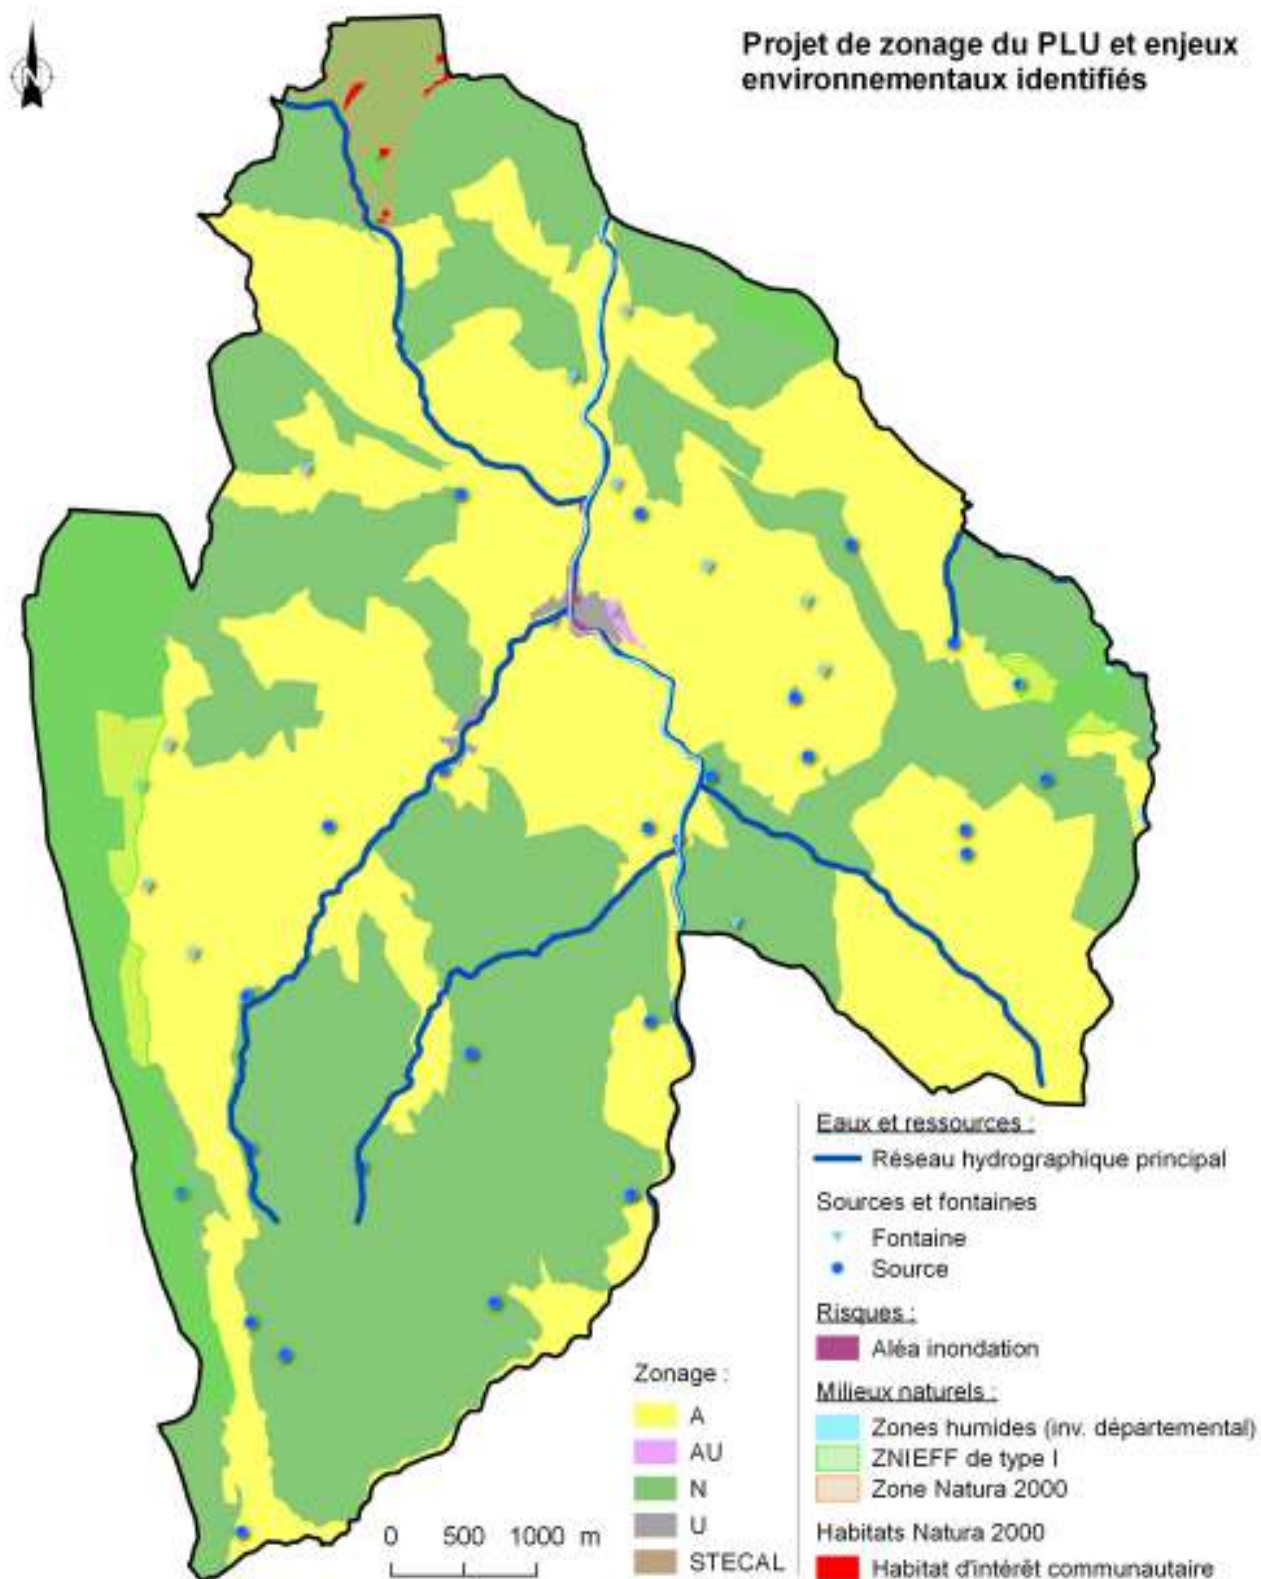 Projet de zonage du PLU et enjeux
environnementaux identifiés
N
Eaux et ressources :
Réseau hydrographique principal
Sources et fontaines
Fontaine
Source
Risques :
Aléa inondation
Milieux naturels :
Zones humides (inv. départemental)
ZNIEFF de type I
Zone Natura 2000
Habitats Natura 2000
Habitat d'intérêt communautaire
Zonage :
A
AU
N
U
STECAL
0 500 1000 m